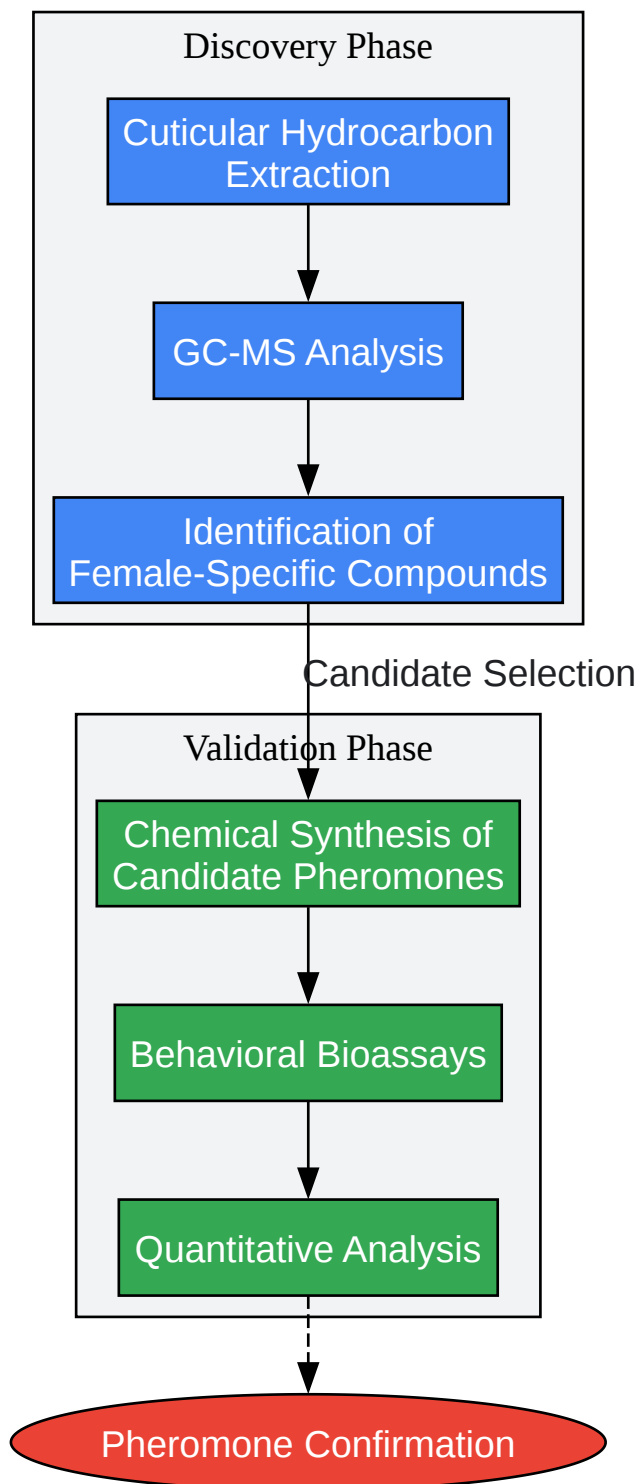 Discovery Phase
Cuticular Hydrocarbon
Extraction
GC-MS Analysis
Identification of
Female-Specific Compounds
Candidate Selection
Validation Phase
Chemical Synthesis of
Candidate Pheromones
Behavioral Bioassays
Quantitative Analysis
Pheromone Confirmation